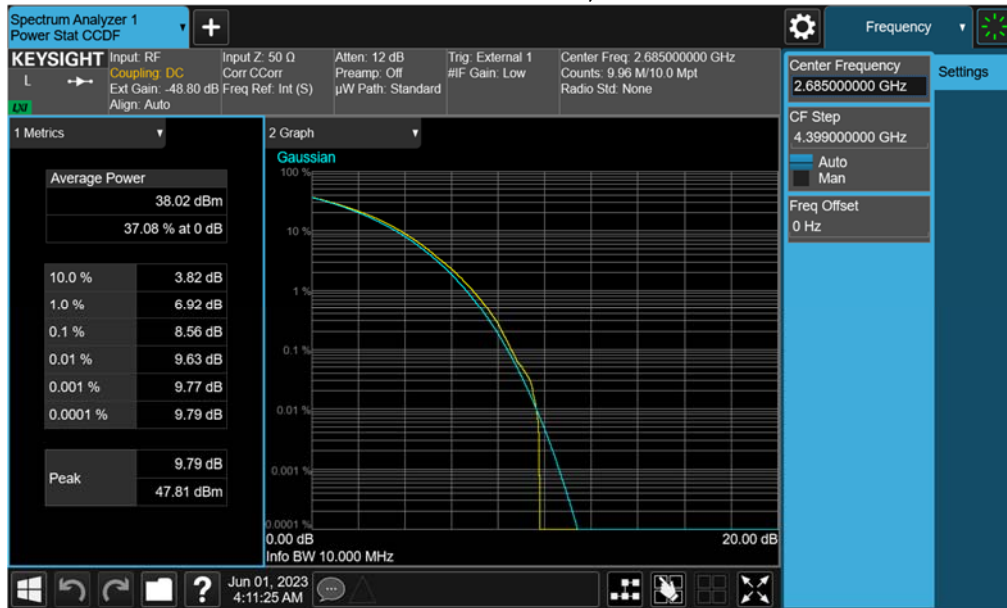 Spectrum Analyzer 1
Power Stat CCDF
Frequency
KEYSIGHT
L
LXI
Input: RF
Coupling: DC
Ext Gain: -48.80 dB
Align: Auto
Input Z: 50 Ω
Corr CCorr
Freq Ref: Int (S)
Atten: 12 dB
Preamp: Off
µW Path: Standard
Trig: External 1
#IF Gain: Low
Center Freq: 2.685000000 GHz
Counts: 9.96 M/10.0 Mpt
Radio Std: None
Center Frequency
2.685000000 GHz
Settings
CF Step
4.399000000 GHz
Auto
Man
Freq Offset
0 Hz
1 Metrics
Average Power
38.02 dBm
37.08 % at 0 dB
10.0 % 3.82 dB
1.0 % 6.92 dB
0.1 % 8.56 dB
0.01 % 9.63 dB
0.001 % 9.77 dB
0.0001 % 9.79 dB
Peak
9.79 dB
47.81 dBm
2 Graph
Gaussian
100 %
10 %
1 %
0.1 %
0.01 %
0.001 %
0.0001 %
0.00 dB 20.00 dB
Info BW 10.000 MHz
?
Jun 01, 2023
4:11:25 AM